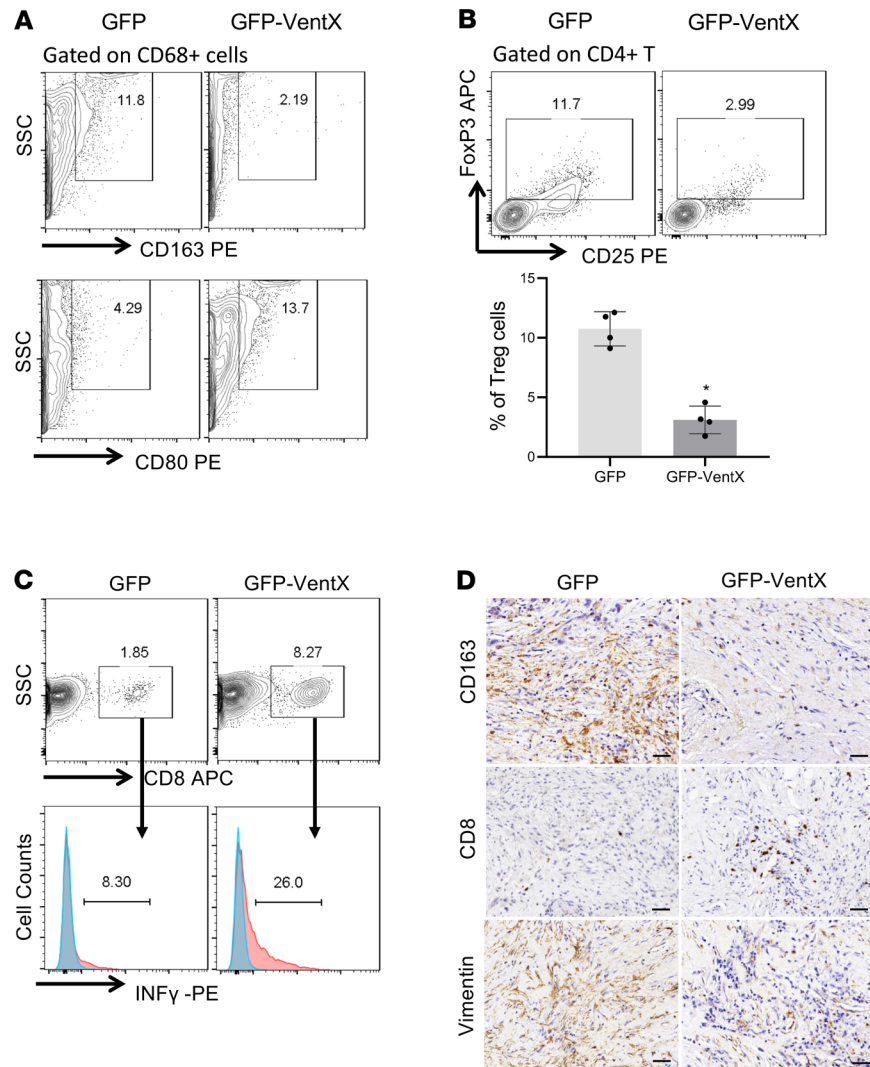 A
GFP
GFP-VentX
Gated on CD68+ cells
SSC
11.8
2.19
CD163 PE
SSC
4.29
13.7
CD80 PE
B
GFP
GFP-VentX
Gated on CD4+ T
FoxP3 APC
11.7
2.99
CD25 PE
% of Treg cells
15
10
5
0
*
GFP
GFP-VentX
C
GFP
GFP-VentX
SSC
1.85
8.27
CD8 APC
Cell Counts
8.30
26.0
INFγ -PE
D
GFP
GFP-VentX
CD163
CD8
Vimentin